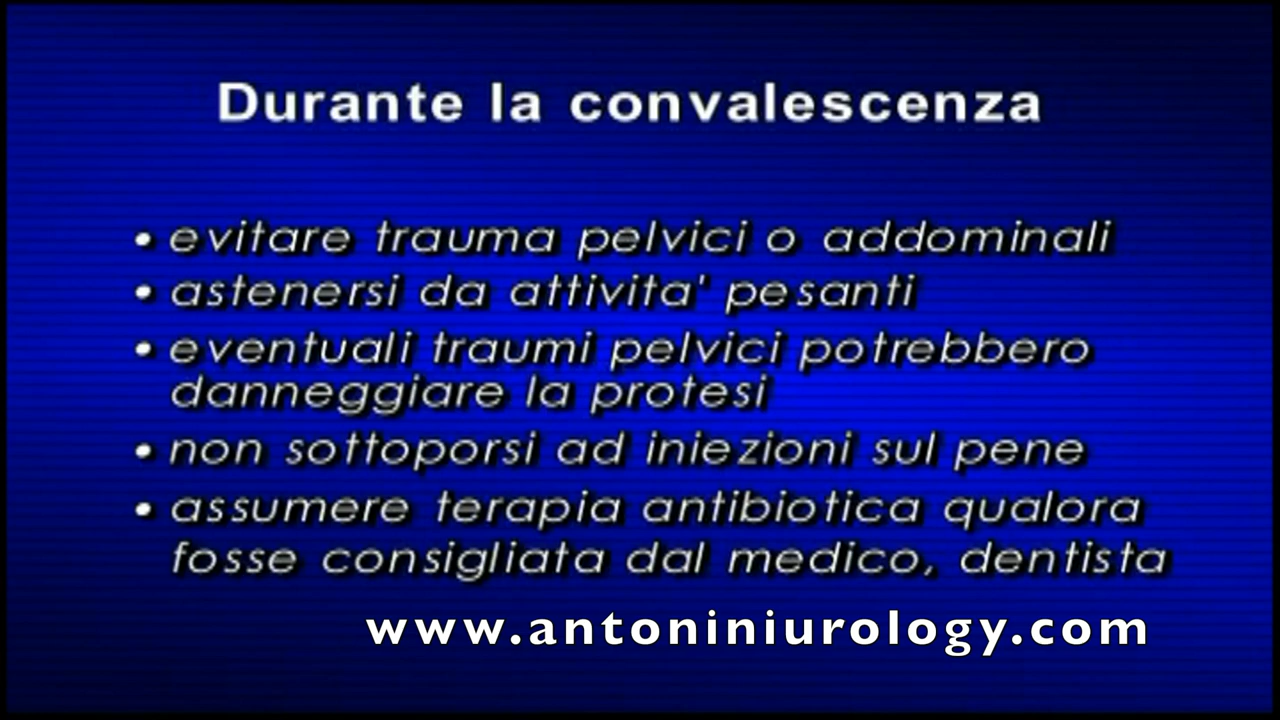 Durante la convalescenza
• evitare trauma pelvici o addominali
• astenersi da attivita' pesanti
• eventuali traumi pelvici potrebbero
danneggiare la protesi
• non sottoporsi ad iniezioni sul pene
• assumere terapia antibiotica qualora
fosse consigliata dal medico, dentista
www.antoniniurology.com